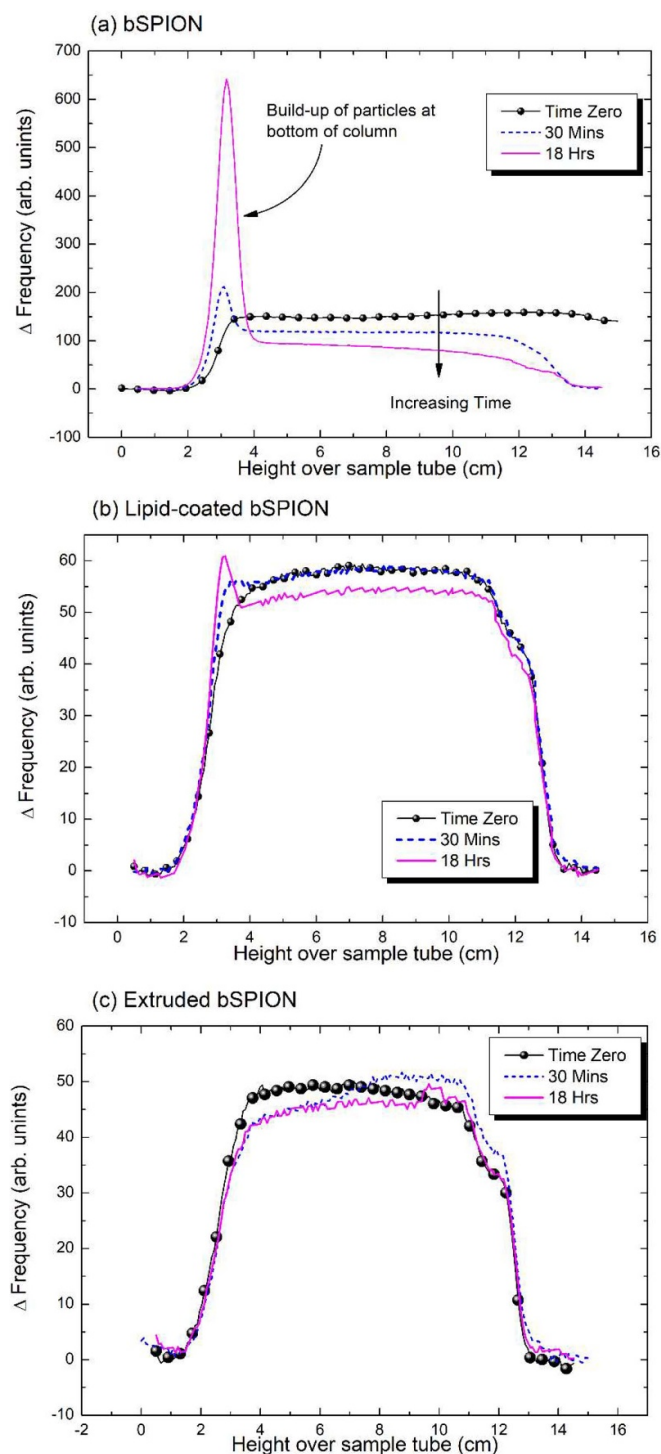 (a) bSPION
700
600
500
400
300
200
100
0
-100
Δ Frequency (arb. unints)
Build-up of particles at
bottom of column
Time Zero
30 Mins
18 Hrs
Increasing Time
0 2 4 6 8 10 12 14 16
Height over sample tube (cm)
(b) Lipid-coated bSPION
60
50
40
30
20
10
0
-10
Δ Frequency (arb. unints)
Time Zero
30 Mins
18 Hrs
0 2 4 6 8 10 12 14 16
Height over sample tube (cm)
(c) Extruded bSPION
60
50
40
30
20
10
0
-10
Δ Frequency (arb. unints)
Time Zero
30 Mins
18 Hrs
-2 0 2 4 6 8 10 12 14 16
Height over sample tube (cm)